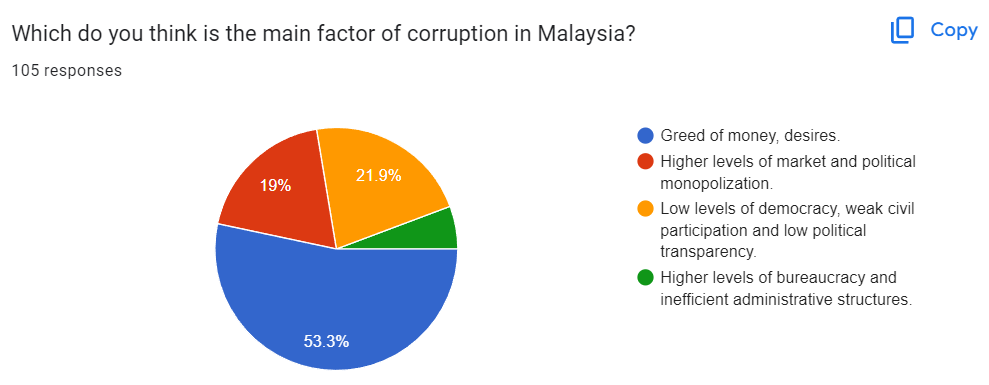 Which do you think is the main factor of corruption in Malaysia?
Copy
105 responses
19%
21.9%
53.3%
Greed of money, desires.
Higher levels of market and political
monopolization.
Low levels of democracy, weak civil
participation and low political
transparency.
Higher levels of bureaucracy and
inefficient administrative structures.